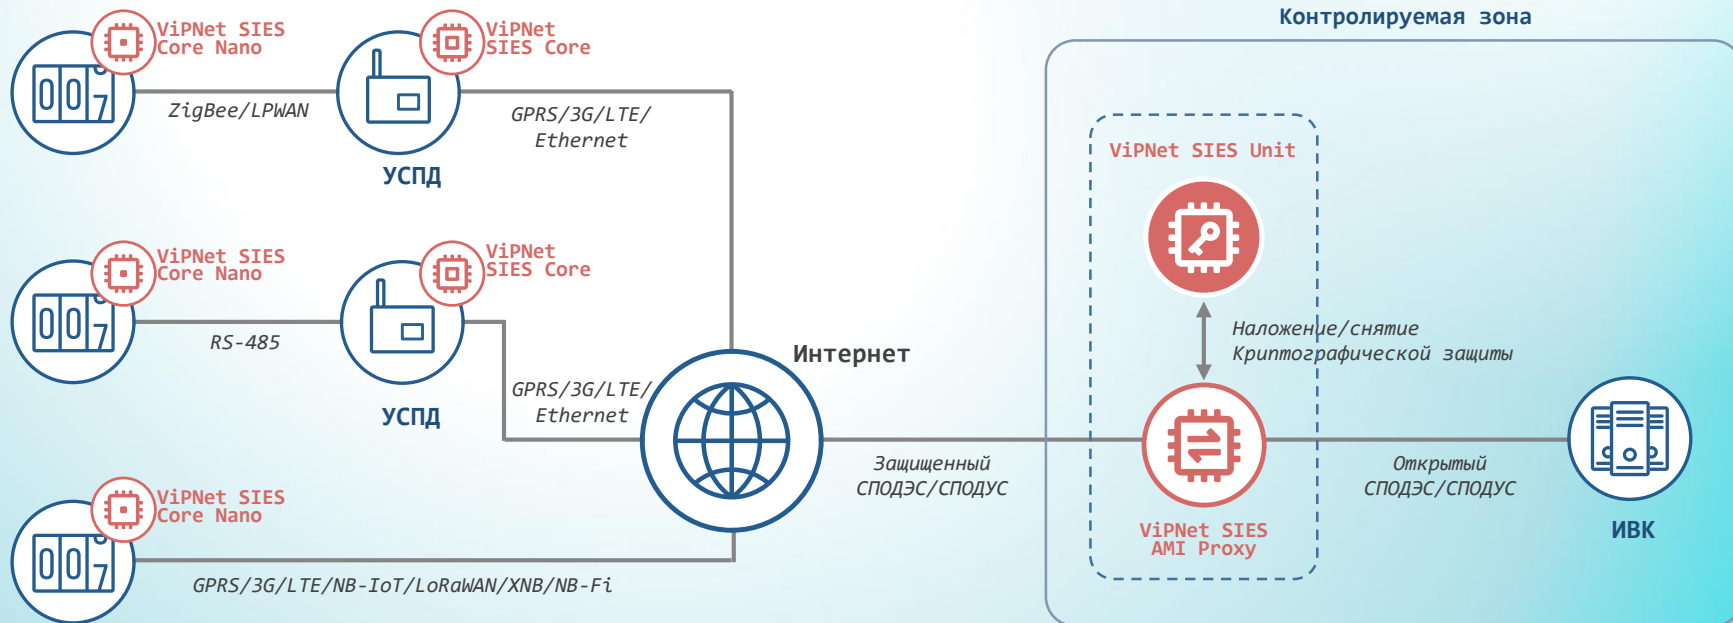 Контролируемая зона
ViPNet SIES
Core Nano
ViPNet
SIES Core
007
ZigBee/LPWAN
GPRS/3G/LTE/
Ethernet
УСПД
ViPNet SIES Unit
ViPNet SIES
Core Nano
ViPNet
SIES Core
007
RS-485
GPRS/3G/LTE/
Ethernet
УСПД
Интернет
Наложение/снятие
Криптографической защиты
Защищенный
СПОДЭС/СПОДУС
Открытый
СПОДЭС/СПОДУС
ViPNet SIES
AMI Proxy
ИВК
ViPNet SIES
Core Nano
007
GPRS/3G/LTE/NB-IoT/LoRaWAN/XNB/NB-Fi